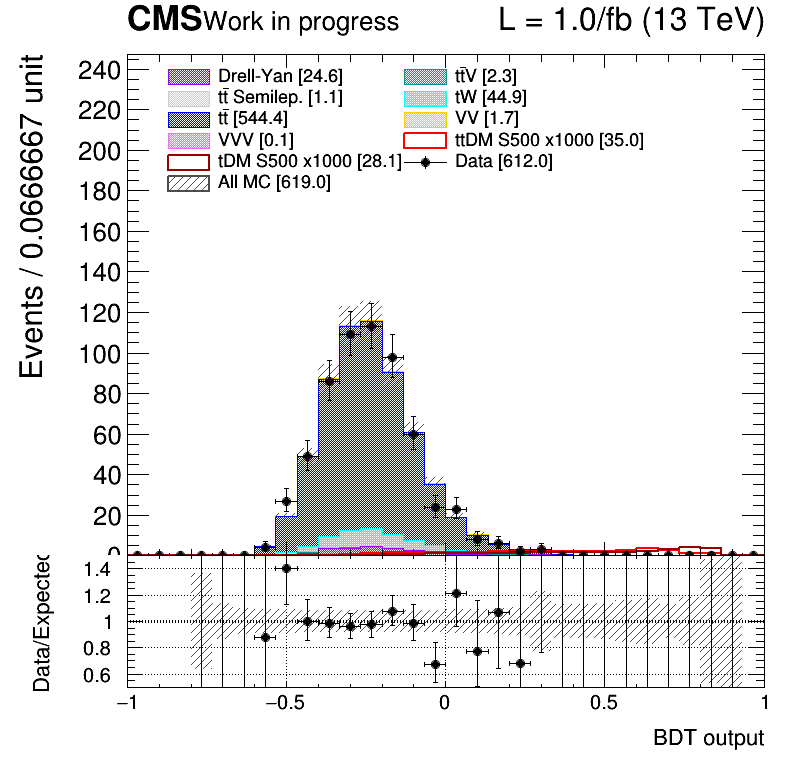 CMS Work in progress L = 1.0/fb (13 TeV)
Events / 0.0666667 unit
240
220
200
180
160
140
120
100
80
60
40
20
0
Drell-Yan [24.6]
tt̄V [2.3]
tt̄ Semilep. [1.1]
tW [44.9]
tt̄ [544.4]
VV [1.7]
VVV [0.1]
ttDM S500 x1000 [35.0]
tDM S500 x1000 [28.1]
Data [612.0]
All MC [619.0]
Data/Expected
1.4
1.2
1
0.8
0.6
−1 −0.5 0 0.5 1
BDT output